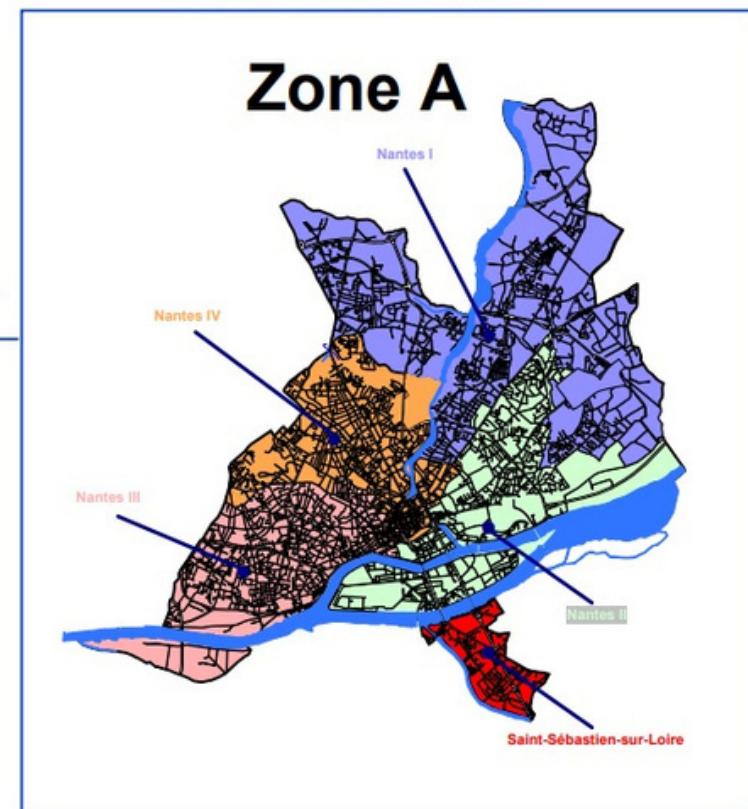 Zone A
Nantes I
Nantes IV
Nantes III
Nantes II
Saint-Sébastien-sur-Loire